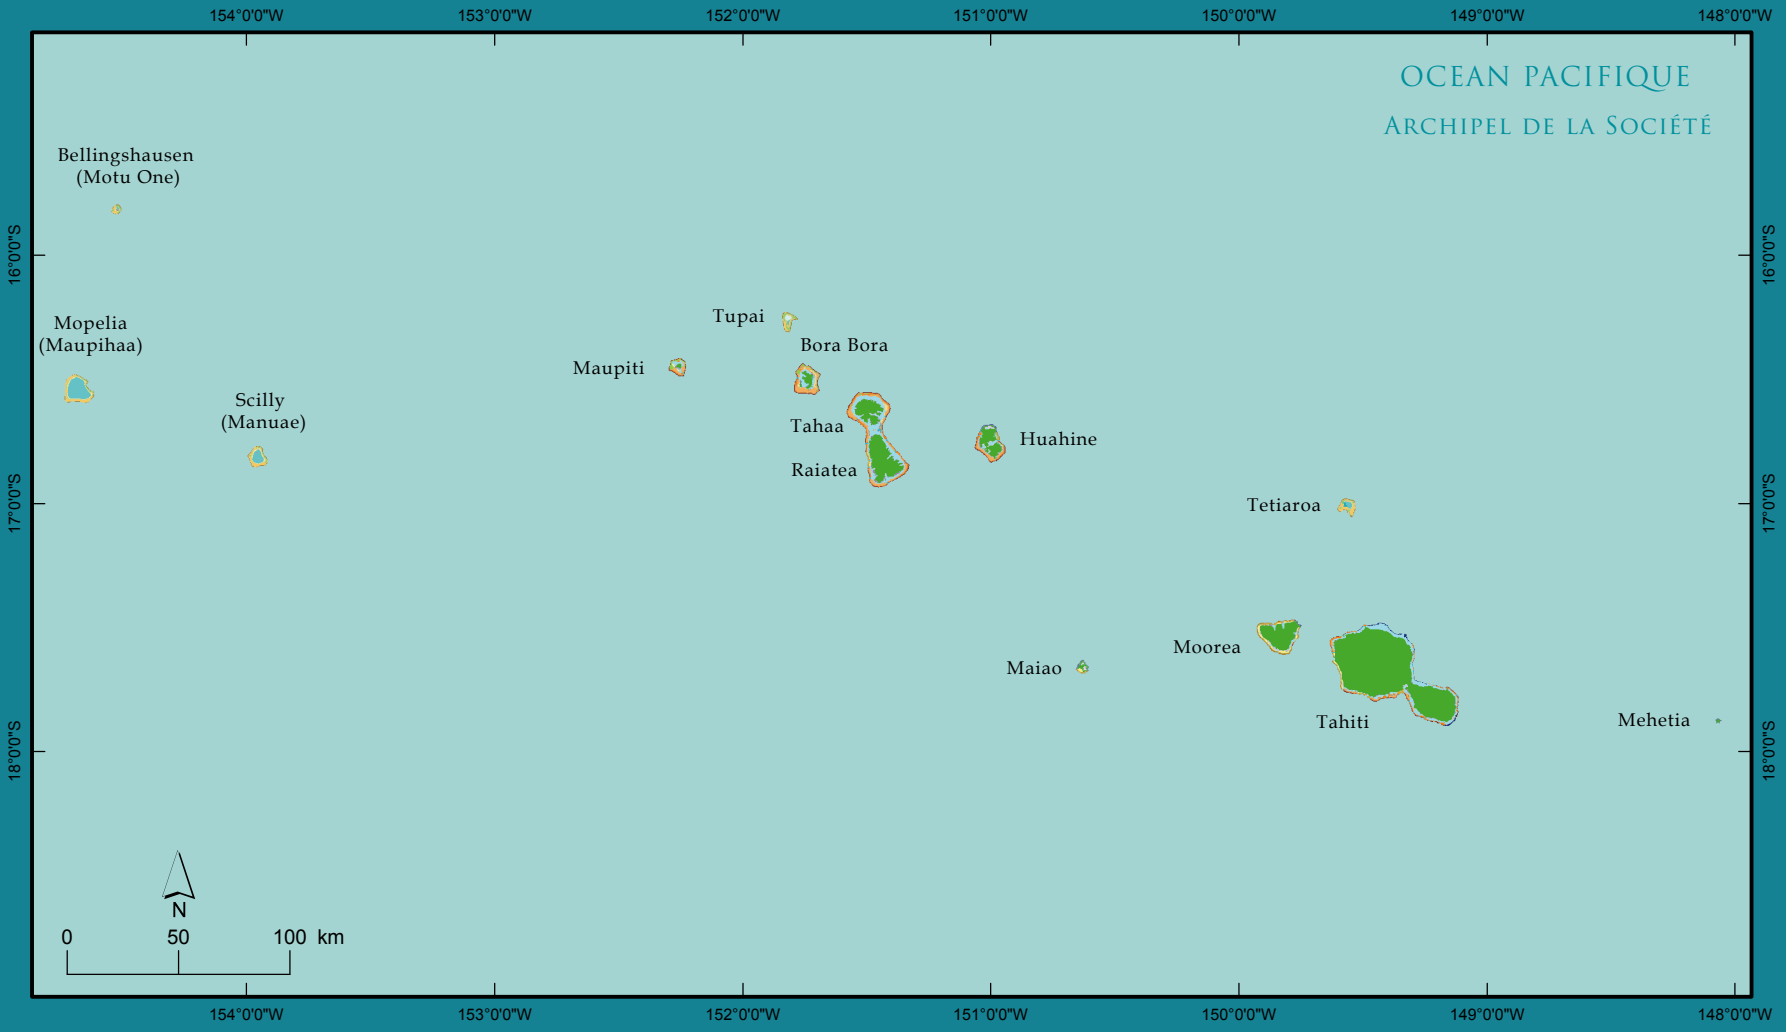 154°0'0"W 153°0'0"W 152°0'0"W 151°0'0"W 150°0'0"W 149°0'0"W 148°0'0"W
OCEAN PACIFIQUE
ARCHIPEL DE LA SOCIÉTÉ
Bellingshausen
(Motu One)
16°0'0"S 16°0'0"S
Mopelia
(Maupihaa)
Tupai
Bora Bora
Maupiti
Scilly
(Manuae)
Tahaa
Huahine
Raiatea
17°0'0"S 17°0'0"S
Tetiaroa
Moorea
Maiao
Tahiti
Mehetia
18°0'0"S 18°0'0"S
N
0 50 100 km
154°0'0"W 153°0'0"W 152°0'0"W 151°0'0"W 150°0'0"W 149°0'0"W 148°0'0"W